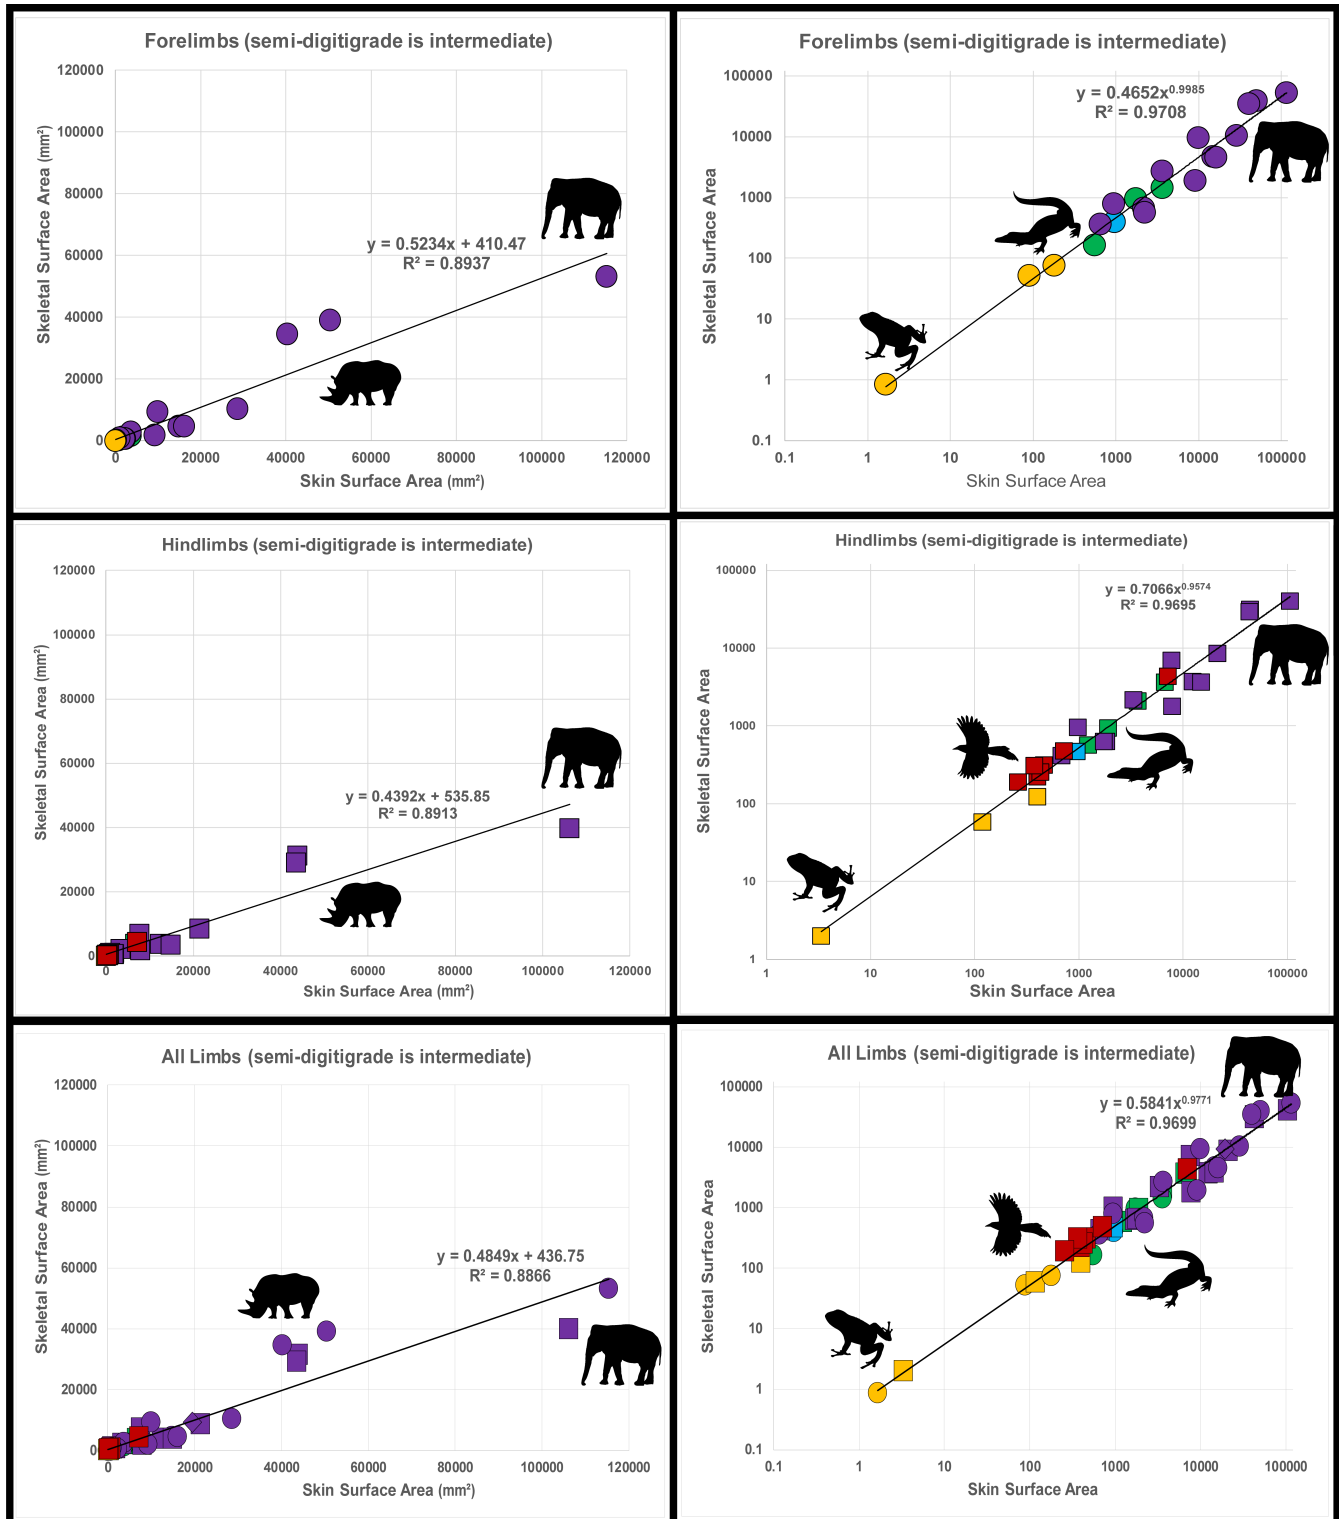 Forelimbs (semi-digitigrade is intermediate)
120000
100000
80000
60000
40000
20000
0
Skeletal Surface Area (mm²)
y = 0.5234x + 410.47
R² = 0.8937
0 20000 40000 60000 80000 100000 120000
Skin Surface Area (mm²)
Forelimbs (semi-digitigrade is intermediate)
100000
10000
1000
100
10
1
0.1
Skeletal Surface Area
y = 0.4652x^0.9985
R² = 0.9708
0.1 1 10 100 1000 10000 100000
Skin Surface Area
Hindlimbs (semi-digitigrade is intermediate)
120000
100000
80000
60000
40000
20000
0
Skeletal Surface Area (mm²)
y = 0.4392x + 535.85
R² = 0.8913
0 20000 40000 60000 80000 100000 120000
Skin Surface Area (mm²)
Hindlimbs (semi-digitigrade is intermediate)
100000
10000
1000
100
10
1
Skeletal Surface Area
y = 0.7066x^0.9574
R² = 0.9695
1 10 100 1000 10000 100000
Skin Surface Area
All Limbs (semi-digitigrade is intermediate)
120000
100000
80000
60000
40000
20000
0
Skeletal Surface Area (mm²)
y = 0.4849x + 436.75
R² = 0.8866
0 20000 40000 60000 80000 100000 120000
Skin Surface Area (mm²)
All Limbs (semi-digitigrade is intermediate)
100000
10000
1000
100
10
1
0.1
Skeletal Surface Area
y = 0.5841x^0.9771
R² = 0.9699
0.1 1 10 100 1000 10000 100000
Skin Surface Area